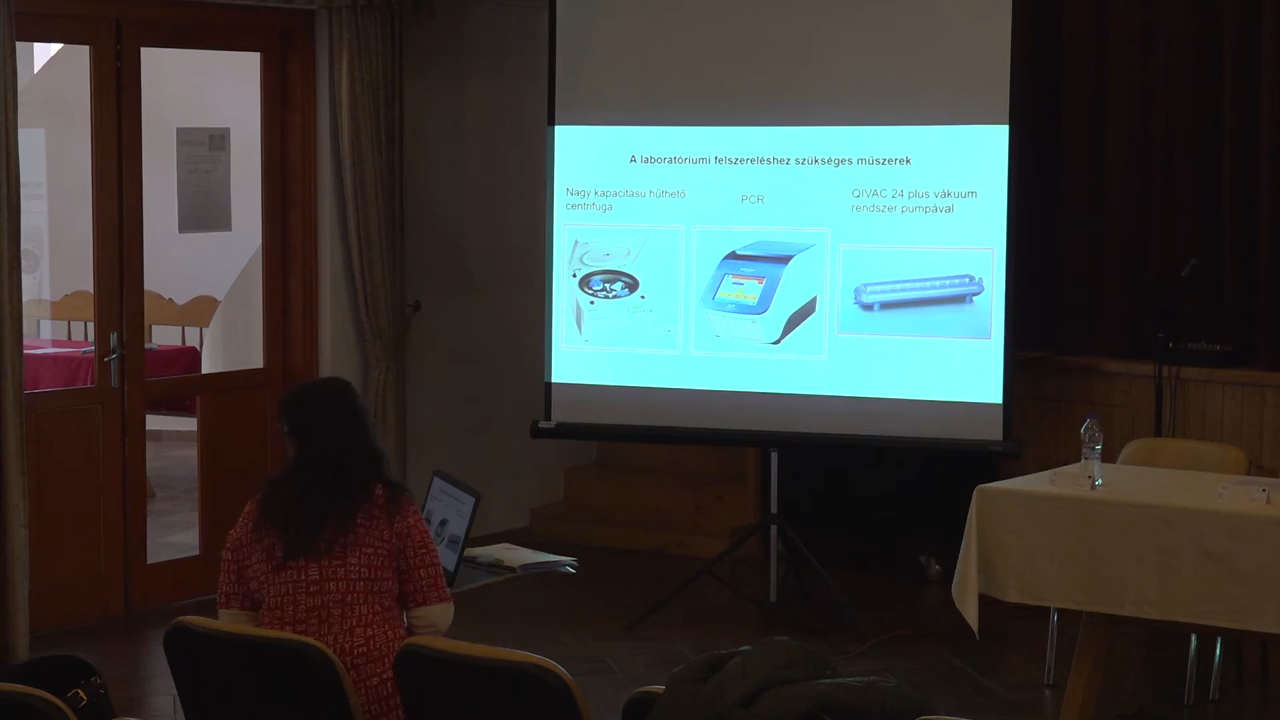 A laboratóriumi felszereléshez szükséges műszerek
Nagy kapacitású hűthető
centrifuga
PCR
QIVAC 24 plus vákuum
rendszer pumpával